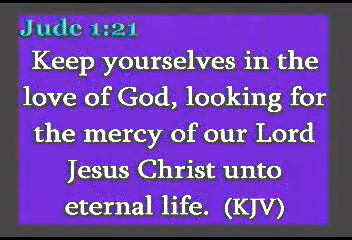 Jude 1:21
Keep yourselves in the
love of God, looking for
the mercy of our Lord
Jesus Christ unto
eternal life. (KJV)